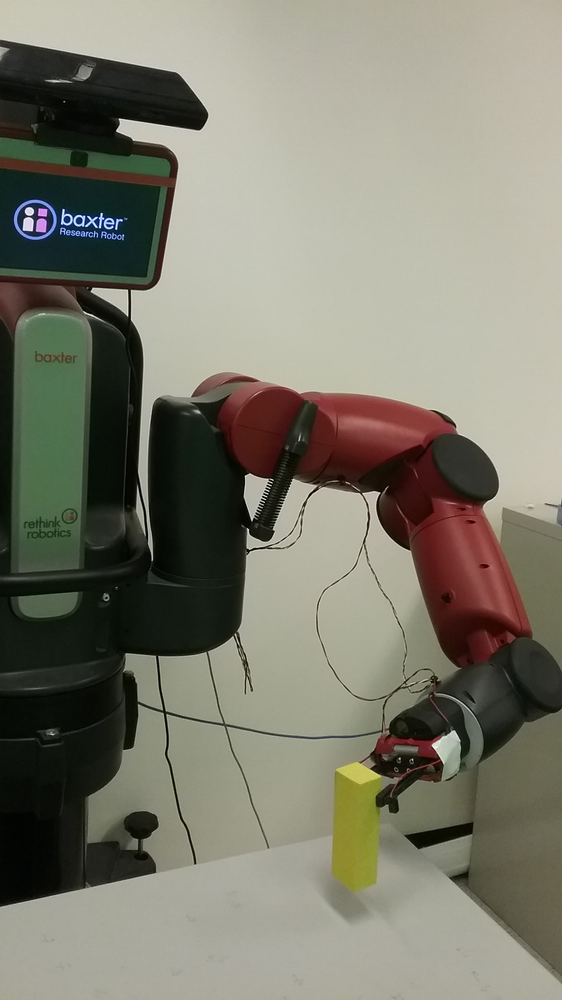 baxter™
Research Robot
baxter
rethink
robotics